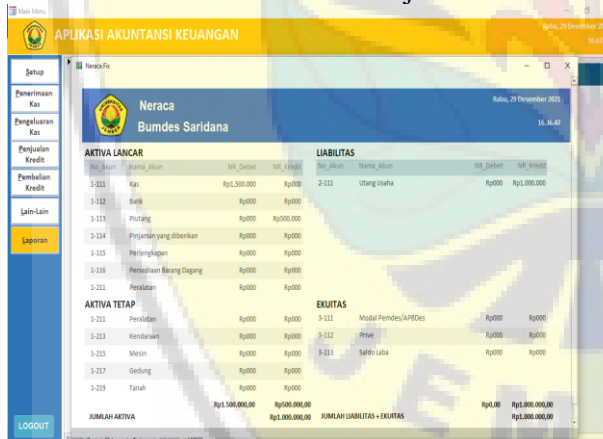 Main Menu
APLIKASI AKUNTANSI KEUANGAN
Rabu, 29 Desember 20
16.07
Setup
Penerimaan Kas
Pengeluaran Kas
Penjualan Kredit
Pembelian Kredit
Lain-Lain
Laporan
LOGOUT
Neraca Fix
Neraca
Bumdes Saridana
Rabu, 29 Desember 2021
16.16.47
AKTIVA LANCAR
No_Akun Nama_Akun NR_Debet NR_Kredit
1-111 Kas Rp1.500.000 Rp000
1-112 Bank Rp000 Rp000
1-113 Piutang Rp000 Rp500.000
1-114 Pinjaman yang diberikan Rp000 Rp000
1-115 Perlengkapan Rp000 Rp000
1-116 Persediaan Barang Dagang Rp000 Rp000
1-211 Peralatan Rp000 Rp000
AKTIVA TETAP
1-211 Peralatan Rp000 Rp000
1-213 Kendaraan Rp000 Rp000
1-215 Mesin Rp000 Rp000
1-217 Gedung Rp000 Rp000
1-219 Tanah Rp000 Rp000
Rp1.500.000,00 Rp500.000,00
JUMLAH AKTIVA Rp1.000.000,00
LIABILITAS
No_Akun Nama_Akun NR_Debet NR_Kredit
2-111 Utang Usaha Rp000 Rp1.000.000
EKUITAS
3-111 Modal Pemdes/APBDes Rp000 Rp000
3-112 Prive Rp000 Rp000
3-113 Saldo Laba Rp000 Rp000
Rp0,00 Rp1.000.000,00
JUMLAH LIABILITAS + EKUITAS Rp1.000.000,00